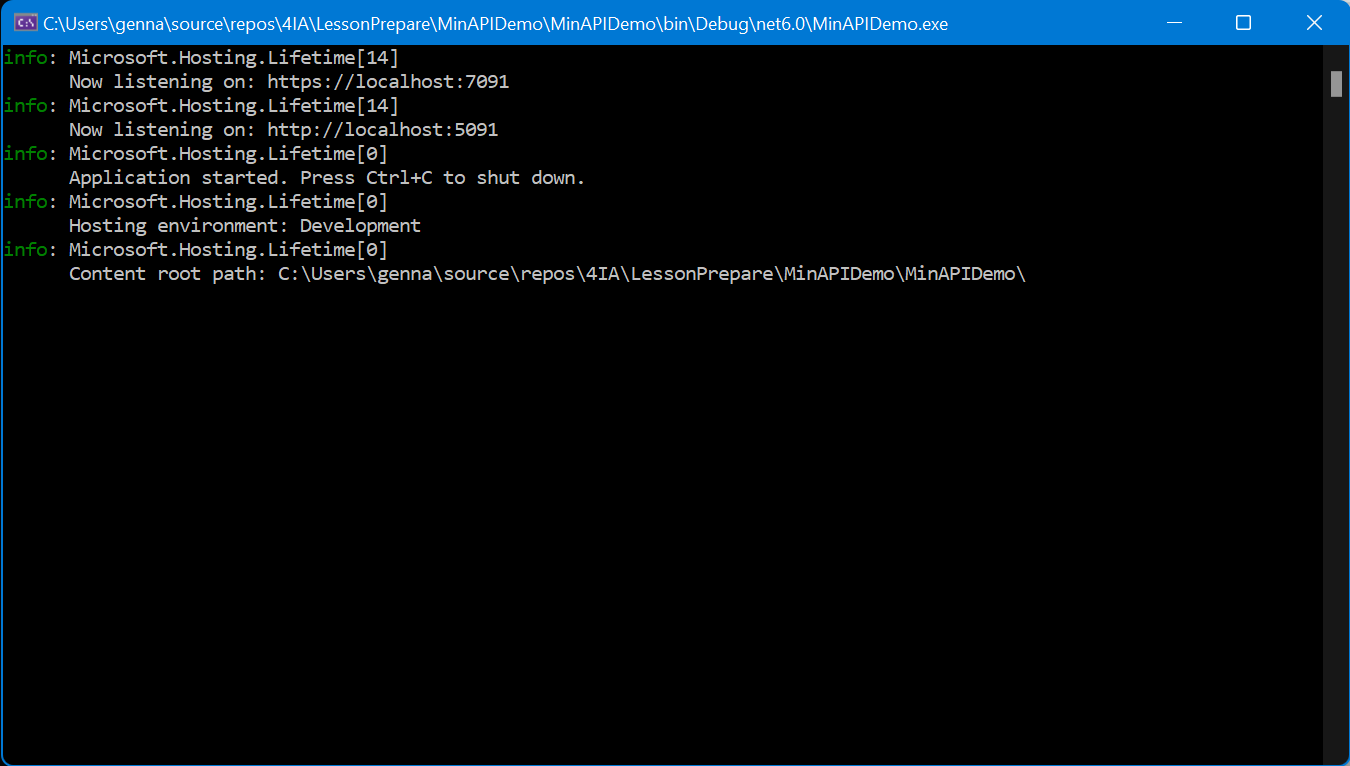 C:\Users\genna\source\repos\4IA\LessonPrepare\MinAPIDemo\MinAPIDemo\bin\Debug\net6.0\MinAPIDemo.exe
info: Microsoft.Hosting.Lifetime[14]
      Now listening on: https://localhost:7091
info: Microsoft.Hosting.Lifetime[14]
      Now listening on: http://localhost:5091
info: Microsoft.Hosting.Lifetime[0]
      Application started. Press Ctrl+C to shut down.
info: Microsoft.Hosting.Lifetime[0]
      Hosting environment: Development
info: Microsoft.Hosting.Lifetime[0]
      Content root path: C:\Users\genna\source\repos\4IA\LessonPrepare\MinAPIDemo\MinAPIDemo\